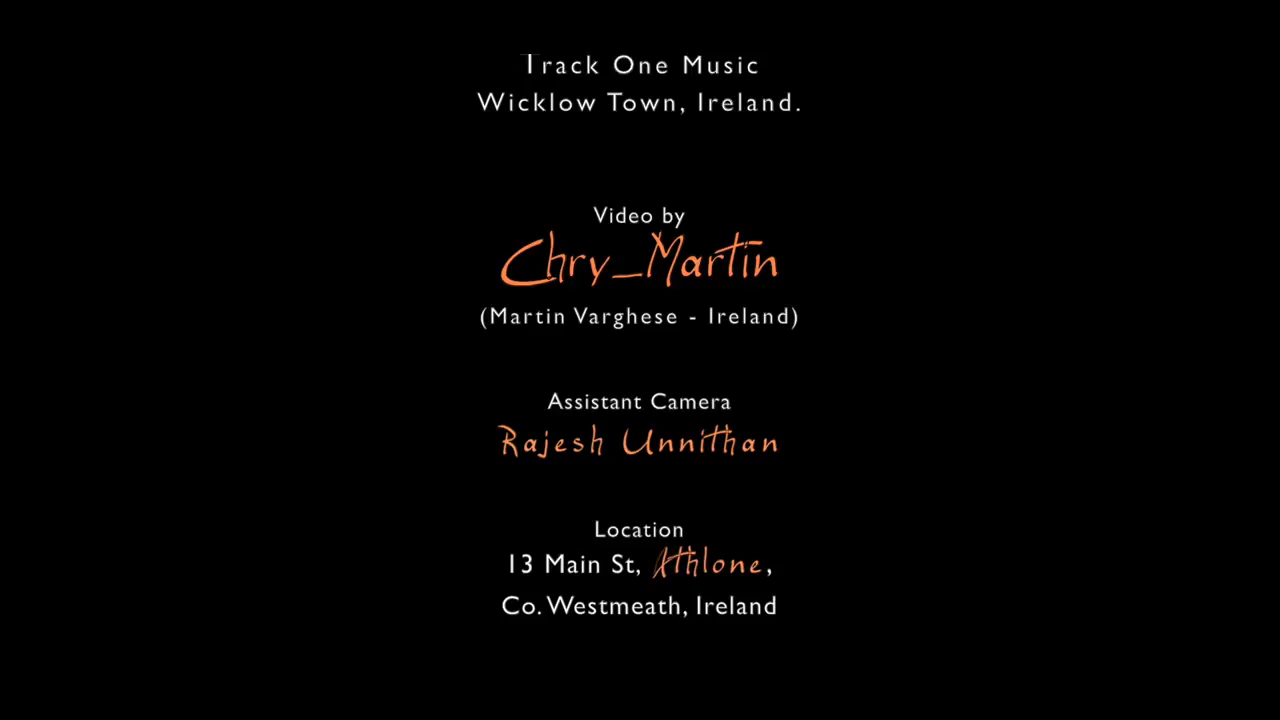 Track One Music
Wicklow Town, Ireland.
Video by
Chry_Martin
(Martin Varghese - Ireland)
Assistant Camera
Rajesh Unnithan
Location
13 Main St, Athlone,
Co. Westmeath, Ireland